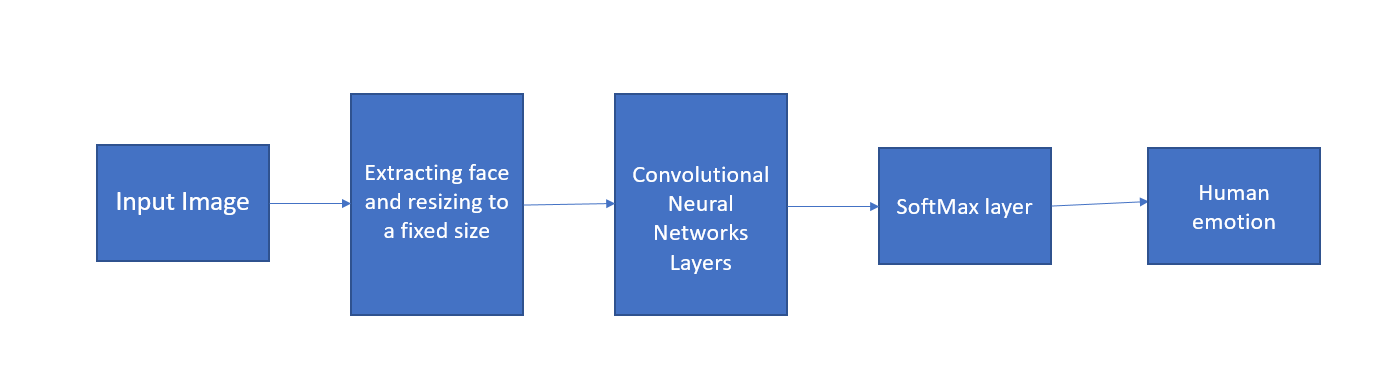 Input Image
Extracting face
and resizing to
a fixed size
Convolutional
Neural
Networks
Layers
SoftMax layer
Human
emotion